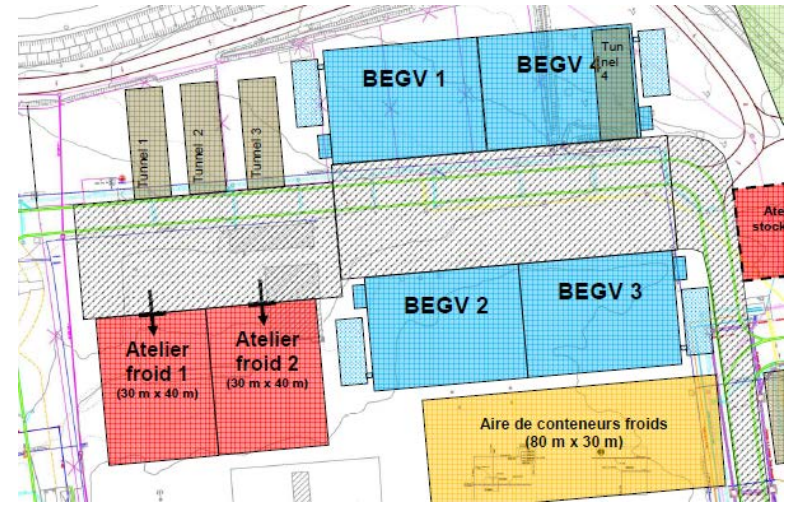 BEGV 1
BEGV 4
Tun
nel
4
Tunnel 1
Tunnel 2
Tunnel 3
Ate
stock
BEGV 2
BEGV 3
Atelier
froid 1
(30 m x 40 m)
Atelier
froid 2
(30 m x 40 m)
Aire de conteneurs froids
(80 m x 30 m)